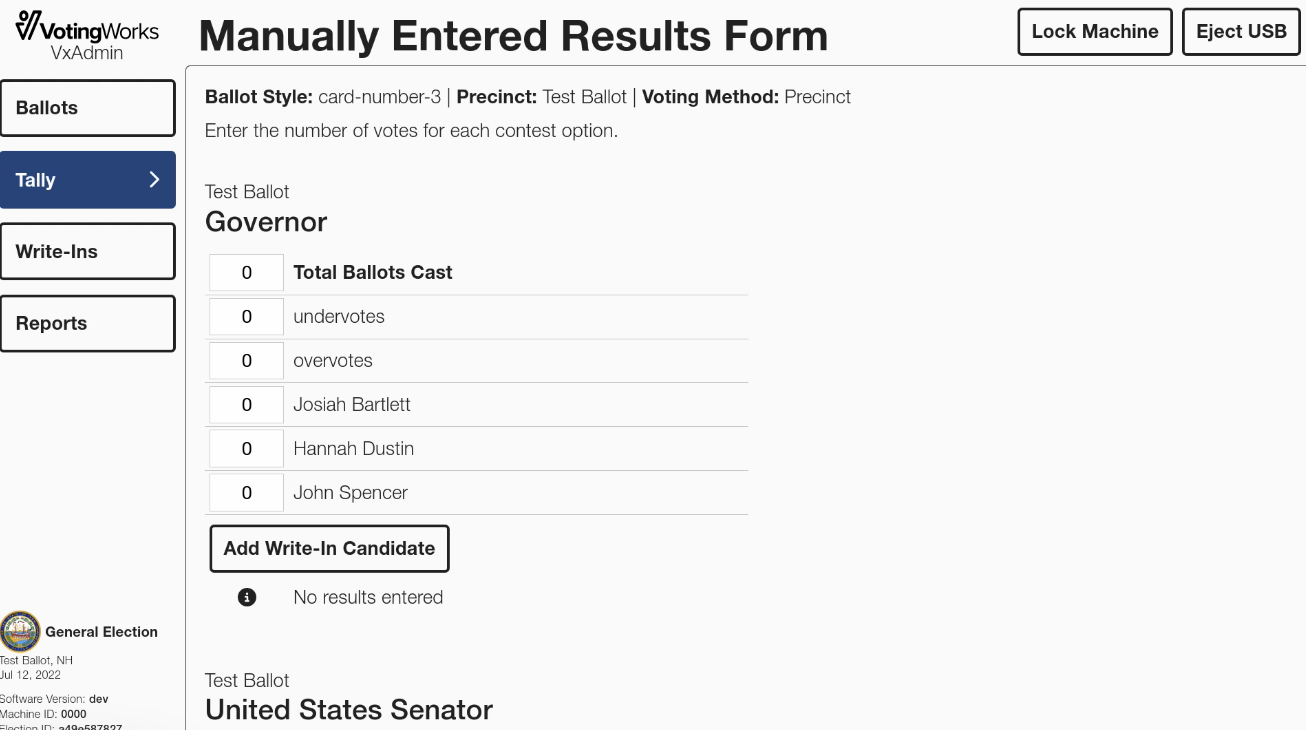 VotingWorks
VxAdmin
Manually Entered Results Form
Lock Machine
Eject USB
Ballots
Tally
Write-Ins
Reports
Ballot Style: card-number-3 | Precinct: Test Ballot | Voting Method: Precinct
Enter the number of votes for each contest option.
Test Ballot
Governor
0 Total Ballots Cast
0 undervotes
0 overvotes
0 Josiah Bartlett
0 Hannah Dustin
0 John Spencer
Add Write-In Candidate
No results entered
Test Ballot
United States Senator
General Election
Test Ballot, NH
Jul 12, 2022
Software Version: dev
Machine ID: 0000
Election ID: a49e587827